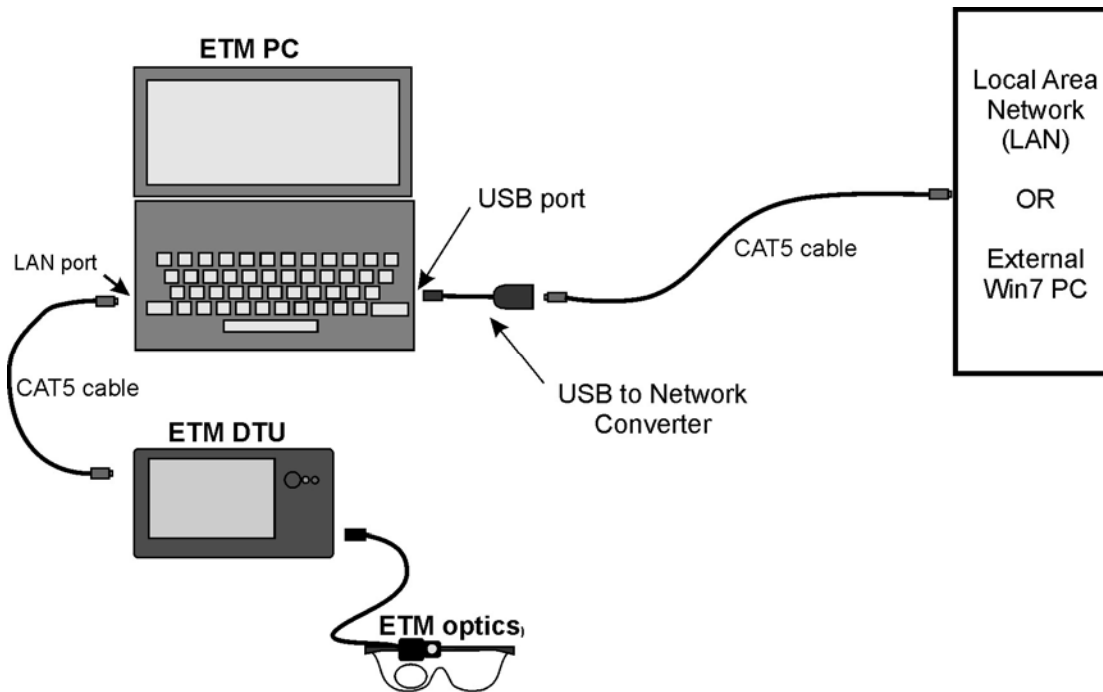 ETM PC
Local Area
Network
(LAN)
OR
External
Win7 PC
USB port
CAT5 cable
LAN port
USB to Network
Converter
CAT5 cable
ETM DTU
ETM optics)